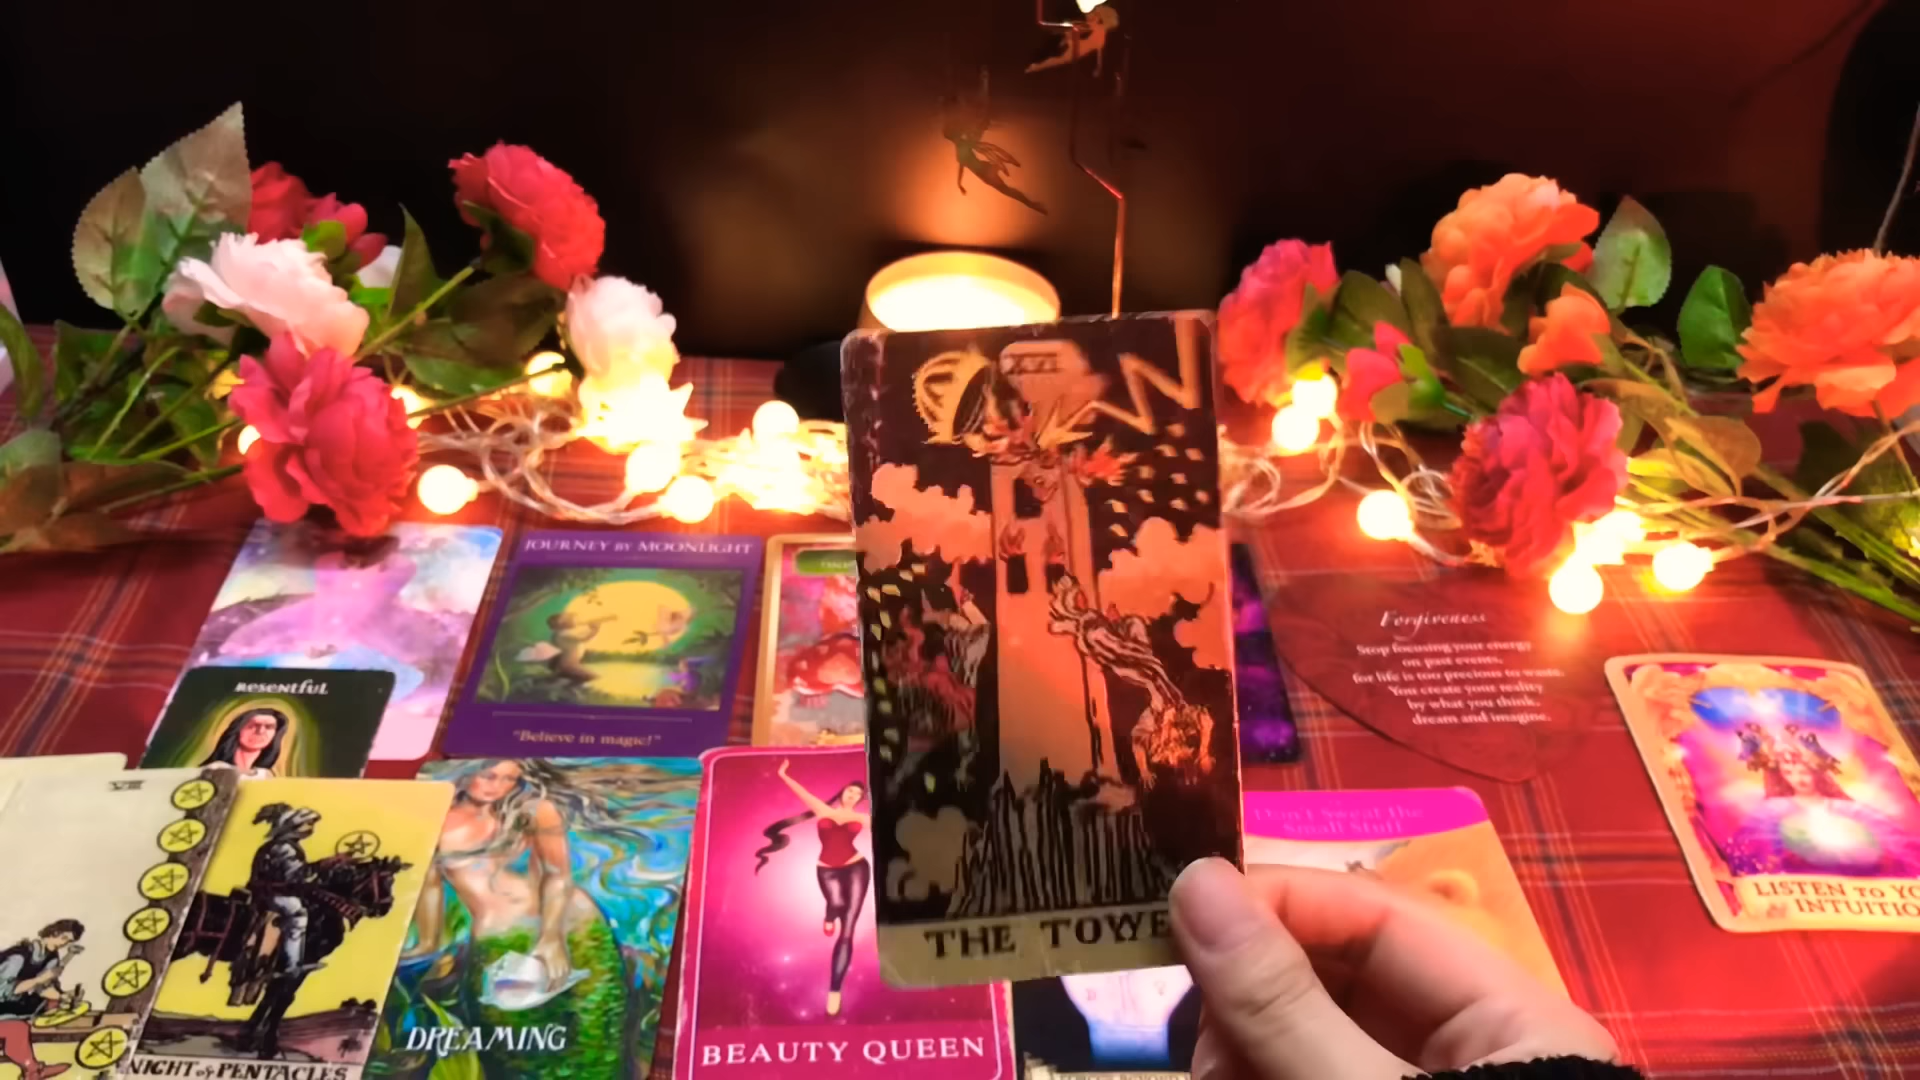 XVI
JOURNEY BY MOONLIGHT
"Believe in magic!"
RESENTFUL
Forgiveness
Stop focusing your energy
on past events,
for life is too precious to waste.
You create your reality
by what you think,
dream and imagine.
VIII
Don't Sweat the
Small Stuff
LISTEN TO YO
INTUITIO
THE TOWE
DREAMING
BEAUTY QUEEN
NIGHT of PENTACLES